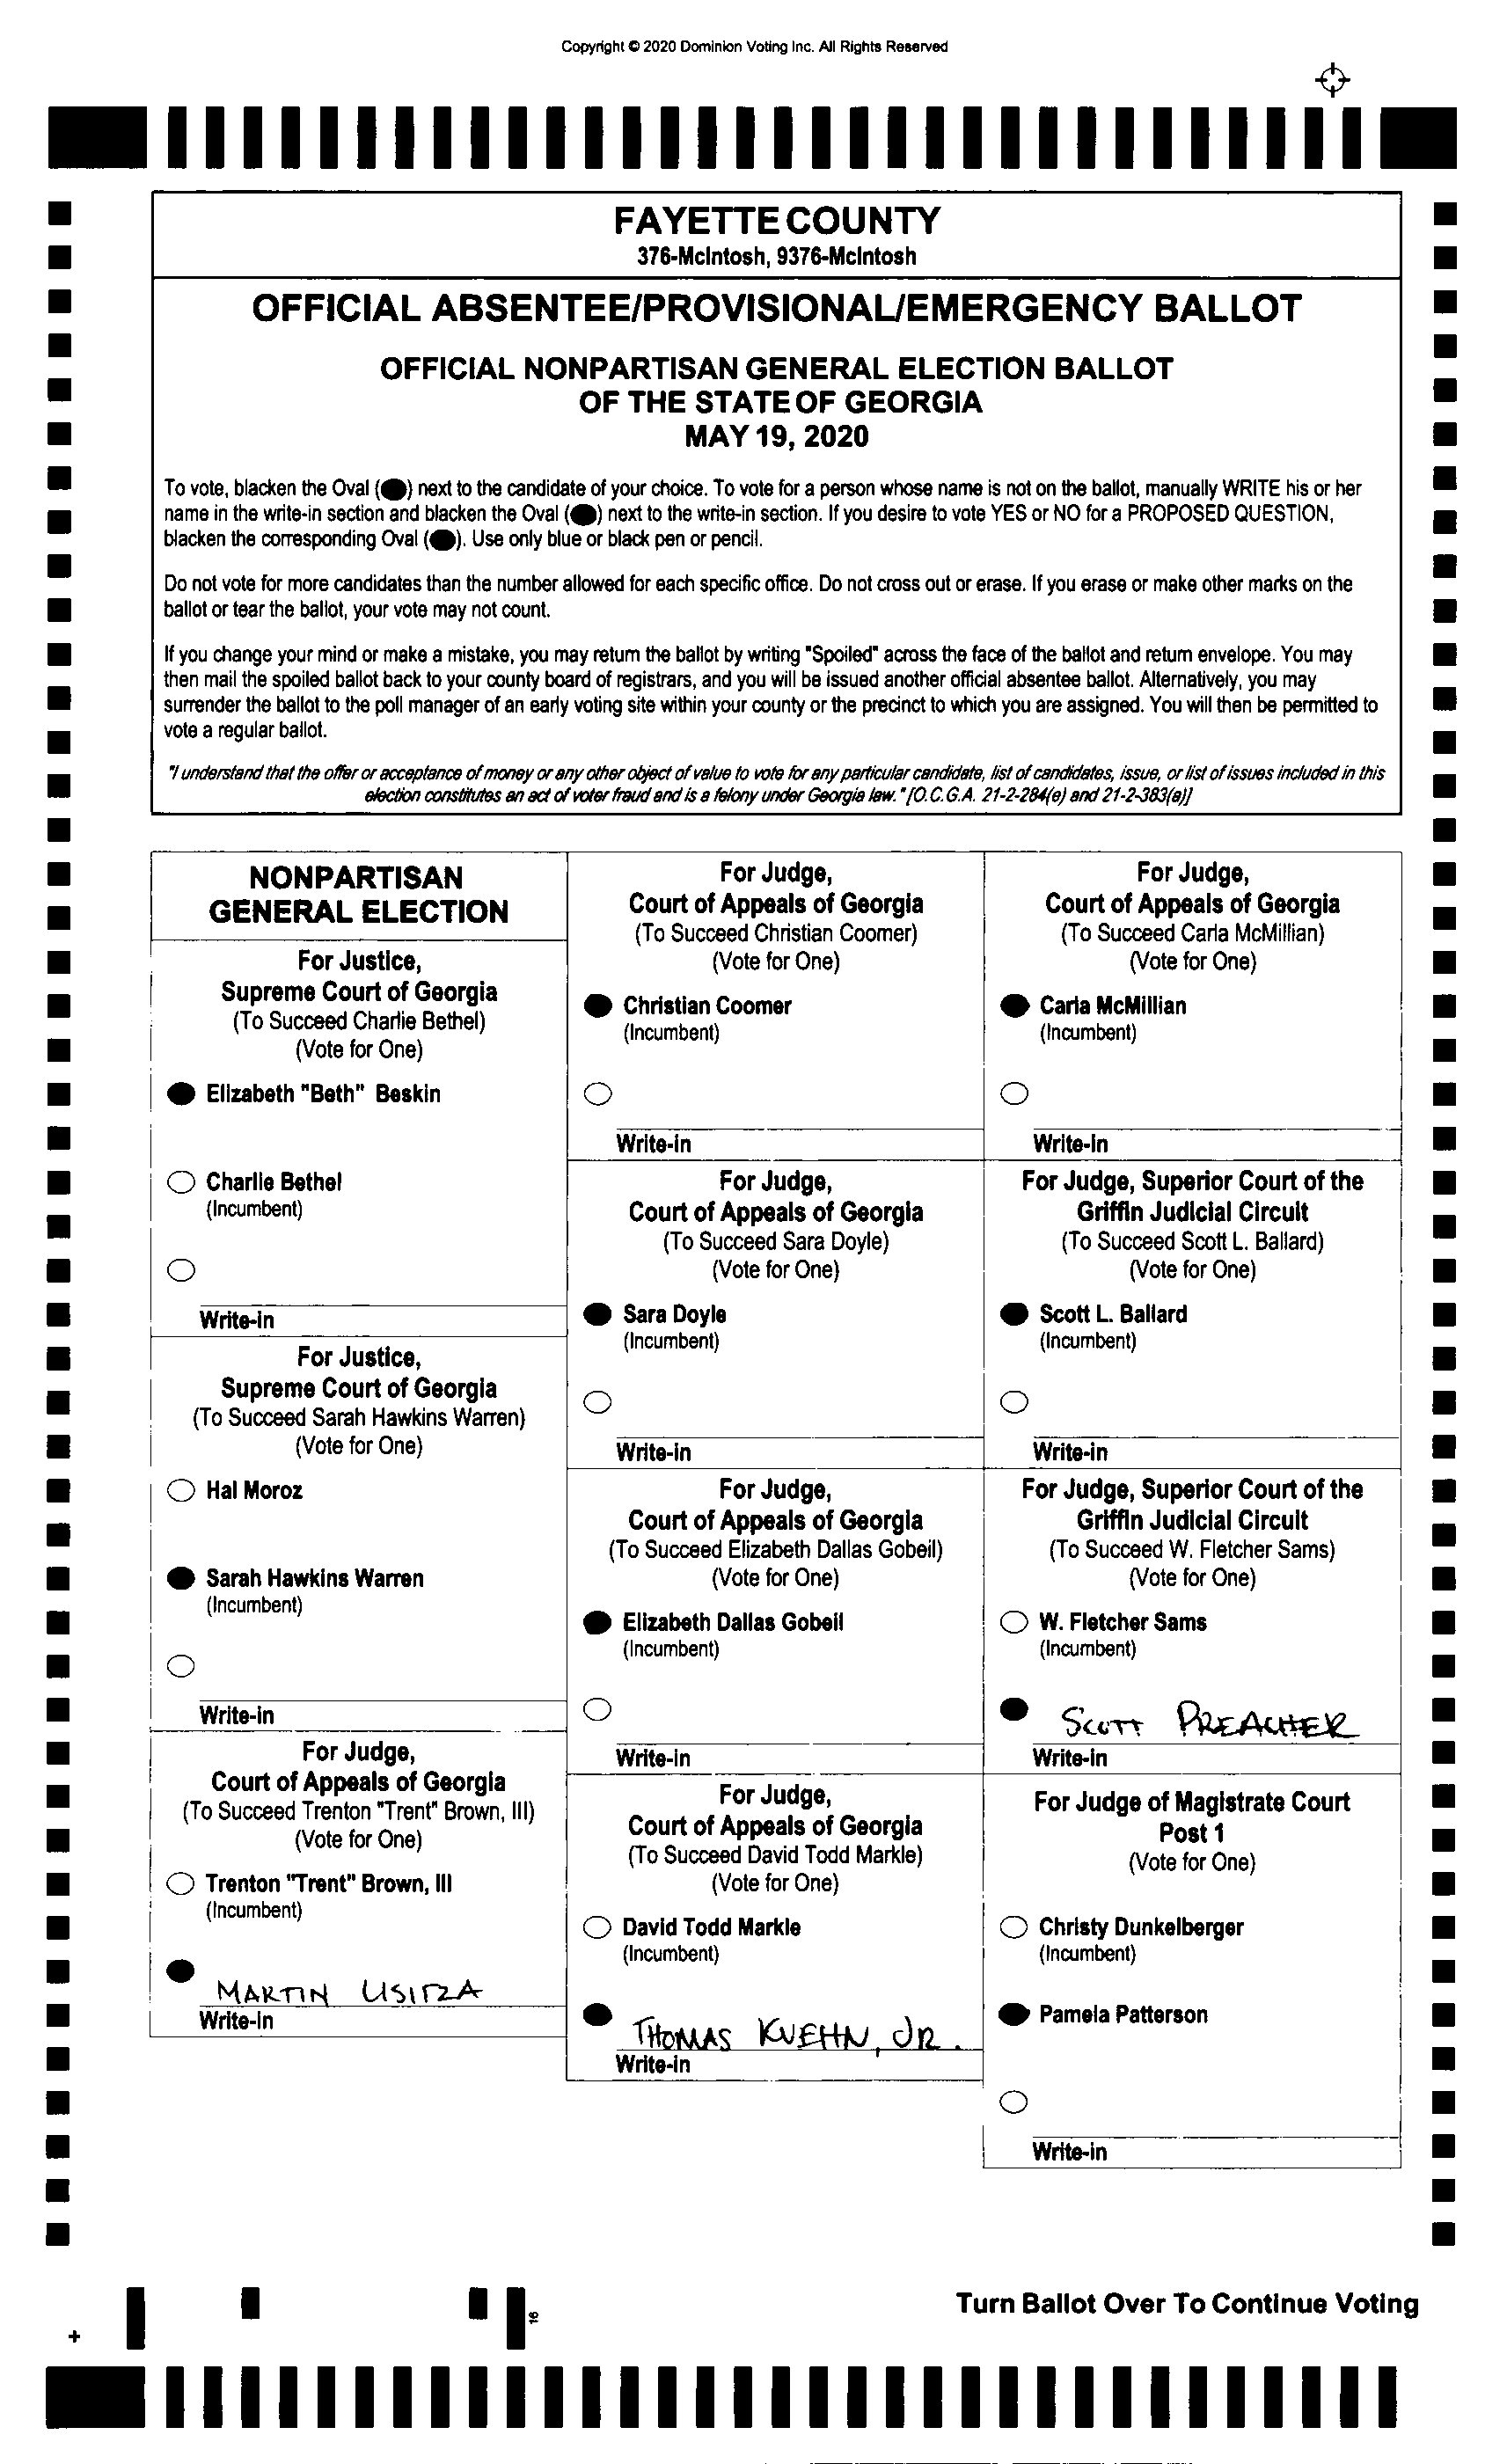 Copyright © 2020 Dominion Voting Inc. All Rights Reserved
FAYETTE COUNTY
376-McIntosh, 9376-McIntosh
OFFICIAL ABSENTEE/PROVISIONAL/EMERGENCY BALLOT
OFFICIAL NONPARTISAN GENERAL ELECTION BALLOT
OF THE STATE OF GEORGIA
MAY 19, 2020
To vote, blacken the Oval ( ) next to the candidate of your choice. To vote for a person whose name is not on the ballot, manually WRITE his or her
name in the write-in section and blacken the Oval ( ) next to the write-in section. If you desire to vote YES or NO for a PROPOSED QUESTION,
blacken the corresponding Oval ( ). Use only blue or black pen or pencil.
Do not vote for more candidates than the number allowed for each specific office. Do not cross out or erase. If you erase or make other marks on the
ballot or tear the ballot, your vote may not count.
If you change your mind or make a mistake, you may return the ballot by writing "Spoiled" across the face of the ballot and return envelope. You may
then mail the spoiled ballot back to your county board of registrars, and you will be issued another official absentee ballot. Alternatively, you may
surrender the ballot to the poll manager of an early voting site within your county or the precinct to which you are assigned. You will then be permitted to
vote a regular ballot.
"I understand that the offer or acceptance of money or any other object of value to vote for any particular candidate, list of candidates, issue, or list of issues included in this
election constitutes an act of voter fraud and is a felony under Georgia law." [O.C.G.A. 21-2-284(e) and 21-2-383(a)]
NONPARTISAN
GENERAL ELECTION
For Justice,
Supreme Court of Georgia
(To Succeed Charlie Bethel)
(Vote for One)
Elizabeth "Beth" Beskin
Charlie Bethel
(Incumbent)
Write-in
For Justice,
Supreme Court of Georgia
(To Succeed Sarah Hawkins Warren)
(Vote for One)
Hal Moroz
Sarah Hawkins Warren
(Incumbent)
Write-in
For Judge,
Court of Appeals of Georgia
(To Succeed Trenton "Trent" Brown, III)
(Vote for One)
Trenton "Trent" Brown, III
(Incumbent)
MARTIN
Write-in
For Judge,
Court of Appeals of Georgia
(To Succeed Christian Coomer)
(Vote for One)
Christian Coomer
(Incumbent)
Write-in
For Judge,
Court of Appeals of Georgia
(To Succeed Sara Doyle)
(Vote for One)
Sara Doyle
(Incumbent)
Write-in
For Judge,
Court of Appeals of Georgia
(To Succeed Elizabeth Dallas Gobeil)
(Vote for One)
Elizabeth Dallas Gobeil
(Incumbent)
Write-in
For Judge,
Court of Appeals of Georgia
(To Succeed David Todd Markle)
(Vote for One)
David Todd Markle
(Incumbent)
THOMAS KUEHN, JR.
Write-in
For Judge,
Court of Appeals of Georgia
(To Succeed Carla McMillian)
(Vote for One)
Carla McMillian
(Incumbent)
Write-in
For Judge, Superior Court of the
Griffin Judicial Circuit
(To Succeed Scott L. Ballard)
(Vote for One)
Scott L. Ballard
(Incumbent)
Write-in
For Judge, Superior Court of the
Griffin Judicial Circuit
(To Succeed W. Fletcher Sams)
(Vote for One)
W. Fletcher Sams
(Incumbent)
SCOTT PREACHER
Write-in
For Judge of Magistrate Court
Post 1
(Vote for One)
Christy Dunkelberger
(Incumbent)
Pamela Patterson
Write-in
16
Turn Ballot Over To Continue Voting